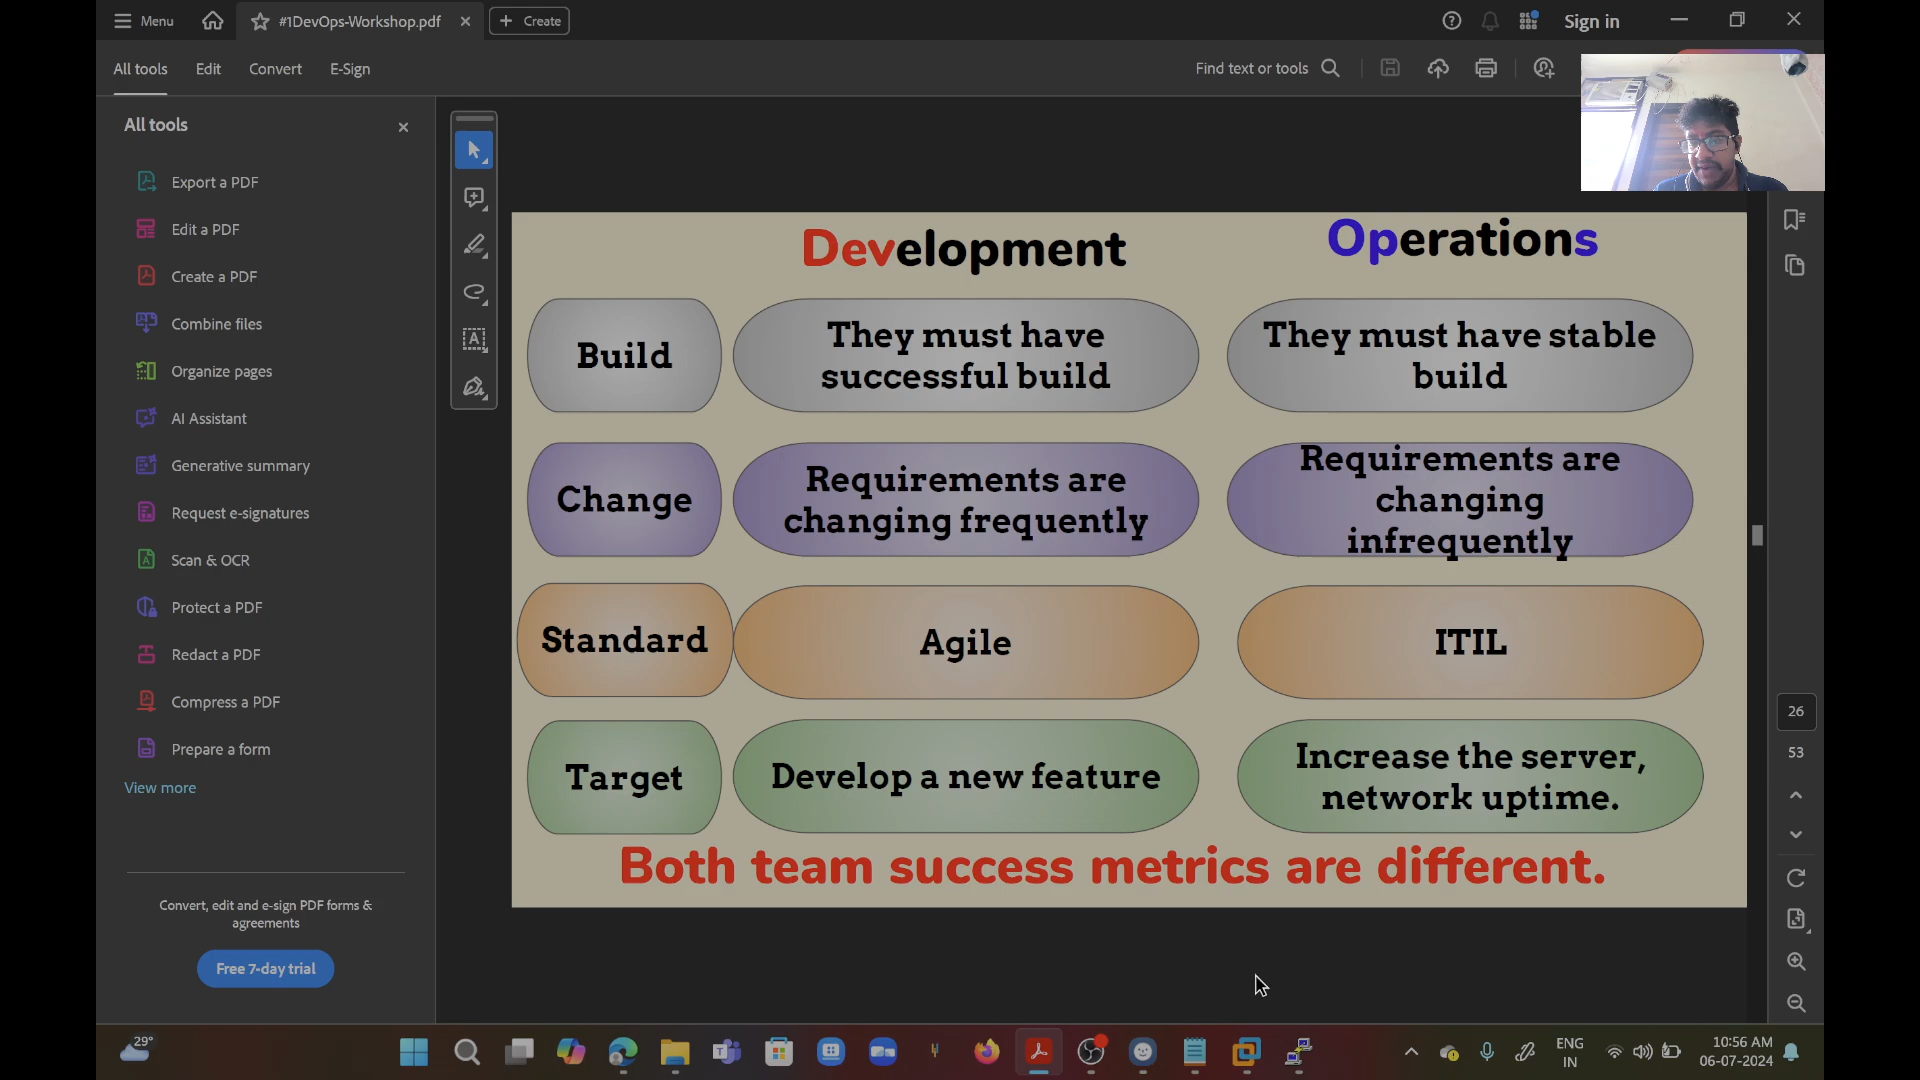 Menu
#1DevOps-Workshop.pdf
Create
Sign in
All tools
Edit
Convert
E-Sign
Find text or tools
All tools
Export a PDF
Edit a PDF
Create a PDF
Combine files
Organize pages
AI Assistant
Generative summary
Request e-signatures
Scan & OCR
Protect a PDF
Redact a PDF
Compress a PDF
Prepare a form
View more
Convert, edit and e-sign PDF forms &
agreements
Free 7-day trial
Development
Operations
Build
They must have
successful build
They must have stable
build
Change
Requirements are
changing frequently
Requirements are
changing
infrequently
Standard
Agile
ITIL
Target
Develop a new feature
Increase the server,
network uptime.
Both team success metrics are different.
26
53
29°
ENG
IN
10:56 AM
06-07-2024